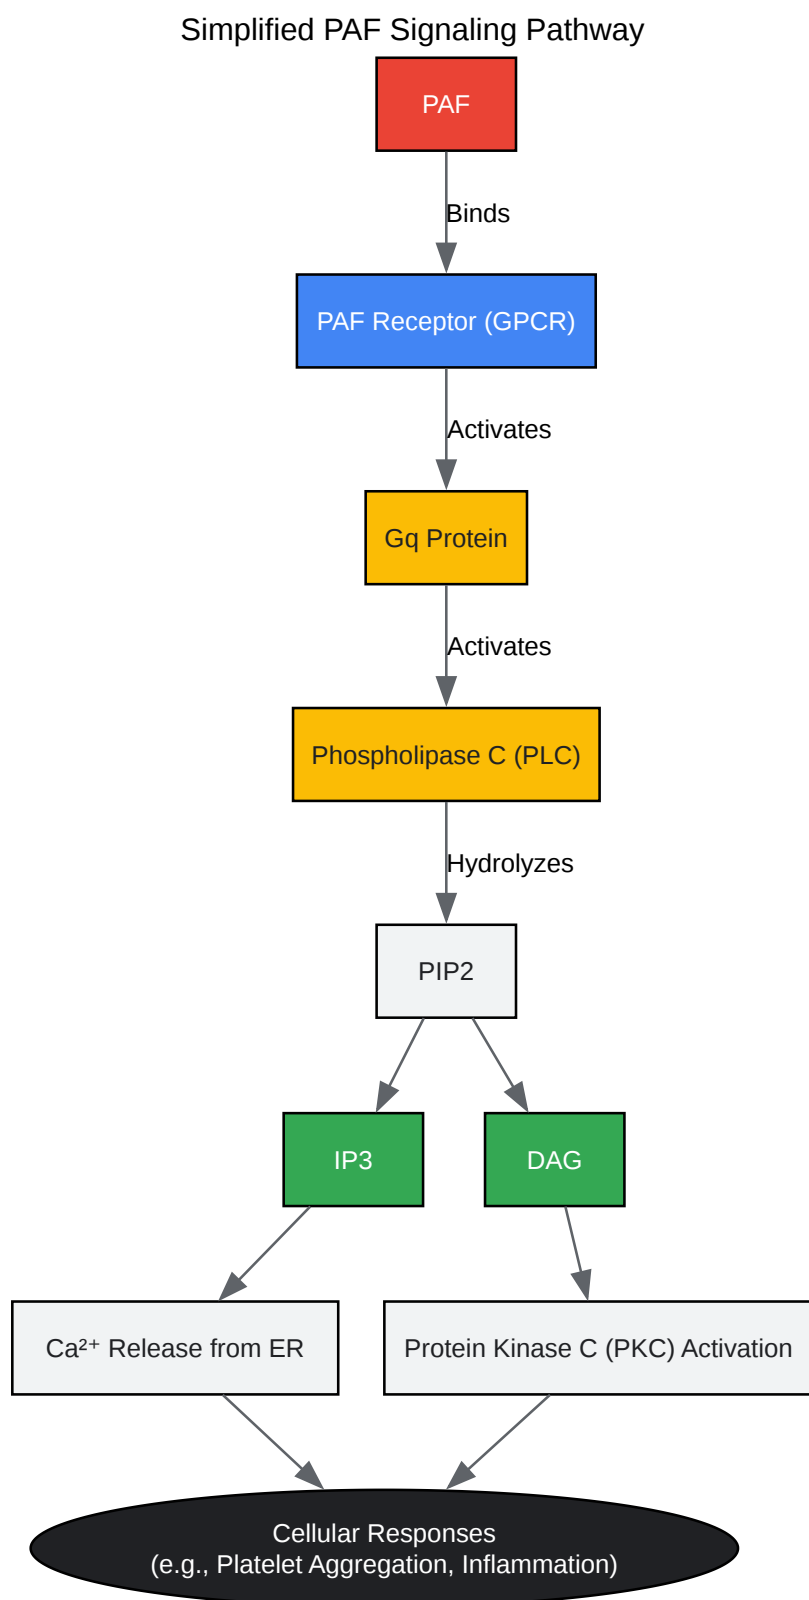 Simplified PAF Signaling Pathway
PAF
Binds
PAF Receptor (GPCR)
Activates
Gq Protein
Activates
Phospholipase C (PLC)
Hydrolyzes
PIP2
IP3
DAG
Ca²⁺ Release from ER
Protein Kinase C (PKC) Activation
Cellular Responses
(e.g., Platelet Aggregation, Inflammation)